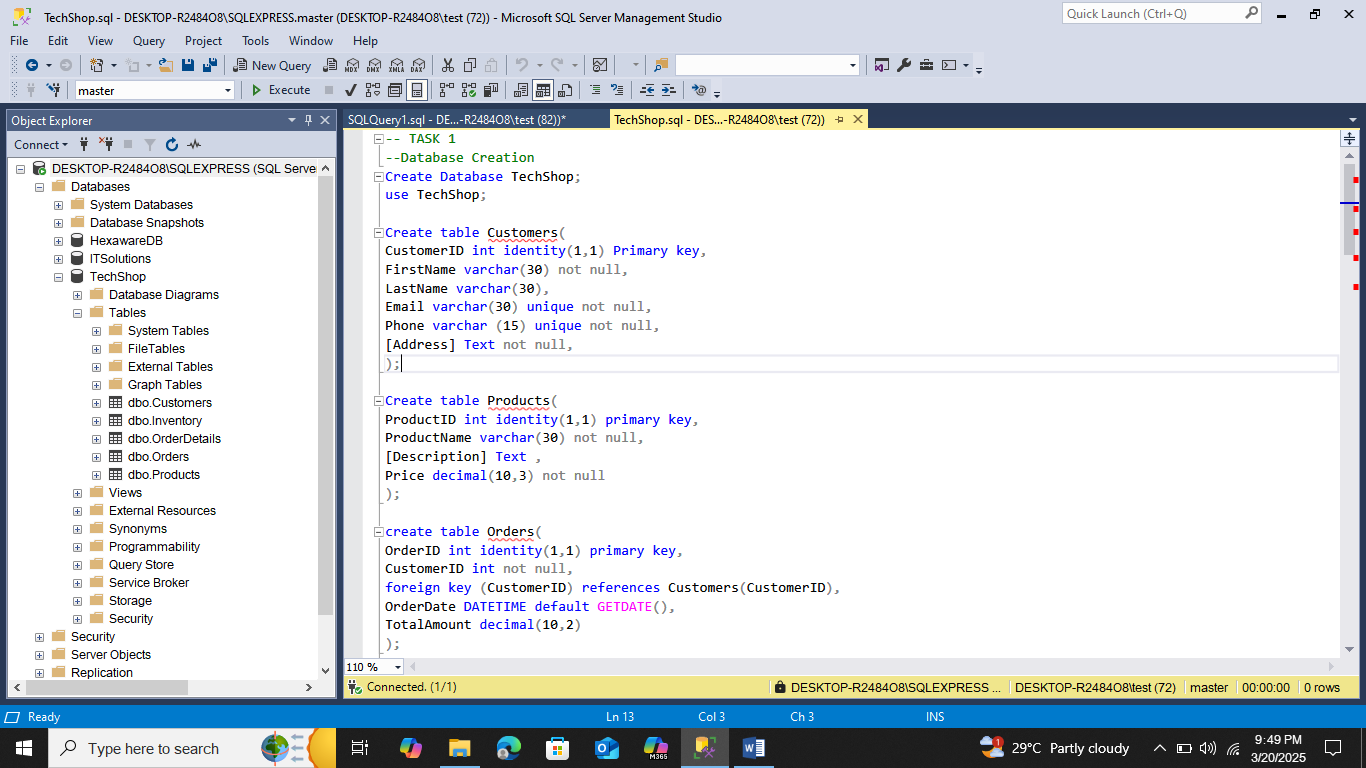 TechShop.sql - DESKTOP-R2484O8\SQLEXPRESS.master (DESKTOP-R2484O8\test (72)) - Microsoft SQL Server Management Studio
Quick Launch (Ctrl+Q)
File Edit View Query Project Tools Window Help
New Query
MDX DMX XMLA DAX
master
Execute
Object Explorer
Connect
DESKTOP-R2484O8\SQLEXPRESS (SQL Serve
Databases
System Databases
Database Snapshots
HexawareDB
ITSolutions
TechShop
Database Diagrams
Tables
System Tables
FileTables
External Tables
Graph Tables
dbo.Customers
dbo.Inventory
dbo.OrderDetails
dbo.Orders
dbo.Products
Views
External Resources
Synonyms
Programmability
Query Store
Service Broker
Storage
Security
Security
Server Objects
Replication
SQLQuery1.sql - DE...-R2484O8\test (82))*
TechShop.sql - DES...-R2484O8\test (72))
-- TASK 1
--Database Creation
Create Database TechShop;
use TechShop;
Create table Customers(
CustomerID int identity(1,1) Primary key,
FirstName varchar(30) not null,
LastName varchar(30),
Email varchar(30) unique not null,
Phone varchar (15) unique not null,
[Address] Text not null,
);
Create table Products(
ProductID int identity(1,1) primary key,
ProductName varchar(30) not null,
[Description] Text ,
Price decimal(10,3) not null
);
create table Orders(
OrderID int identity(1,1) primary key,
CustomerID int not null,
foreign key (CustomerID) references Customers(CustomerID),
OrderDate DATETIME default GETDATE(),
TotalAmount decimal(10,2)
);
110 %
Connected. (1/1)
DESKTOP-R2484O8\SQLEXPRESS ...
DESKTOP-R2484O8\test (72)
master
00:00:00
0 rows
Ready
Ln 13
Col 3
Ch 3
INS
Type here to search
M365
29°C Partly cloudy
1
9:49 PM
3/20/2025